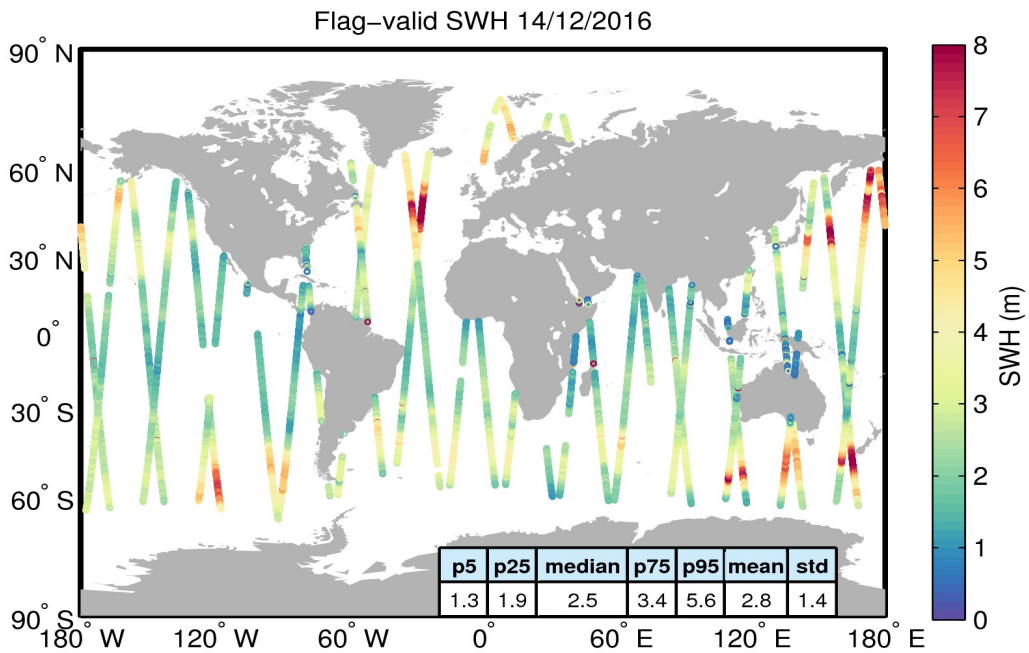 Flag−valid SWH 14/12/2016
90° N
60° N
30° N
0°
30° S
60° S
90° S
180° W
120° W
60° W
0°
60° E
120° E
180° E
p5 p25 median p75 p95 mean std
1.3 1.9 2.5 3.4 5.6 2.8 1.4
8
7
6
5
4
3
2
1
0
SWH (m)